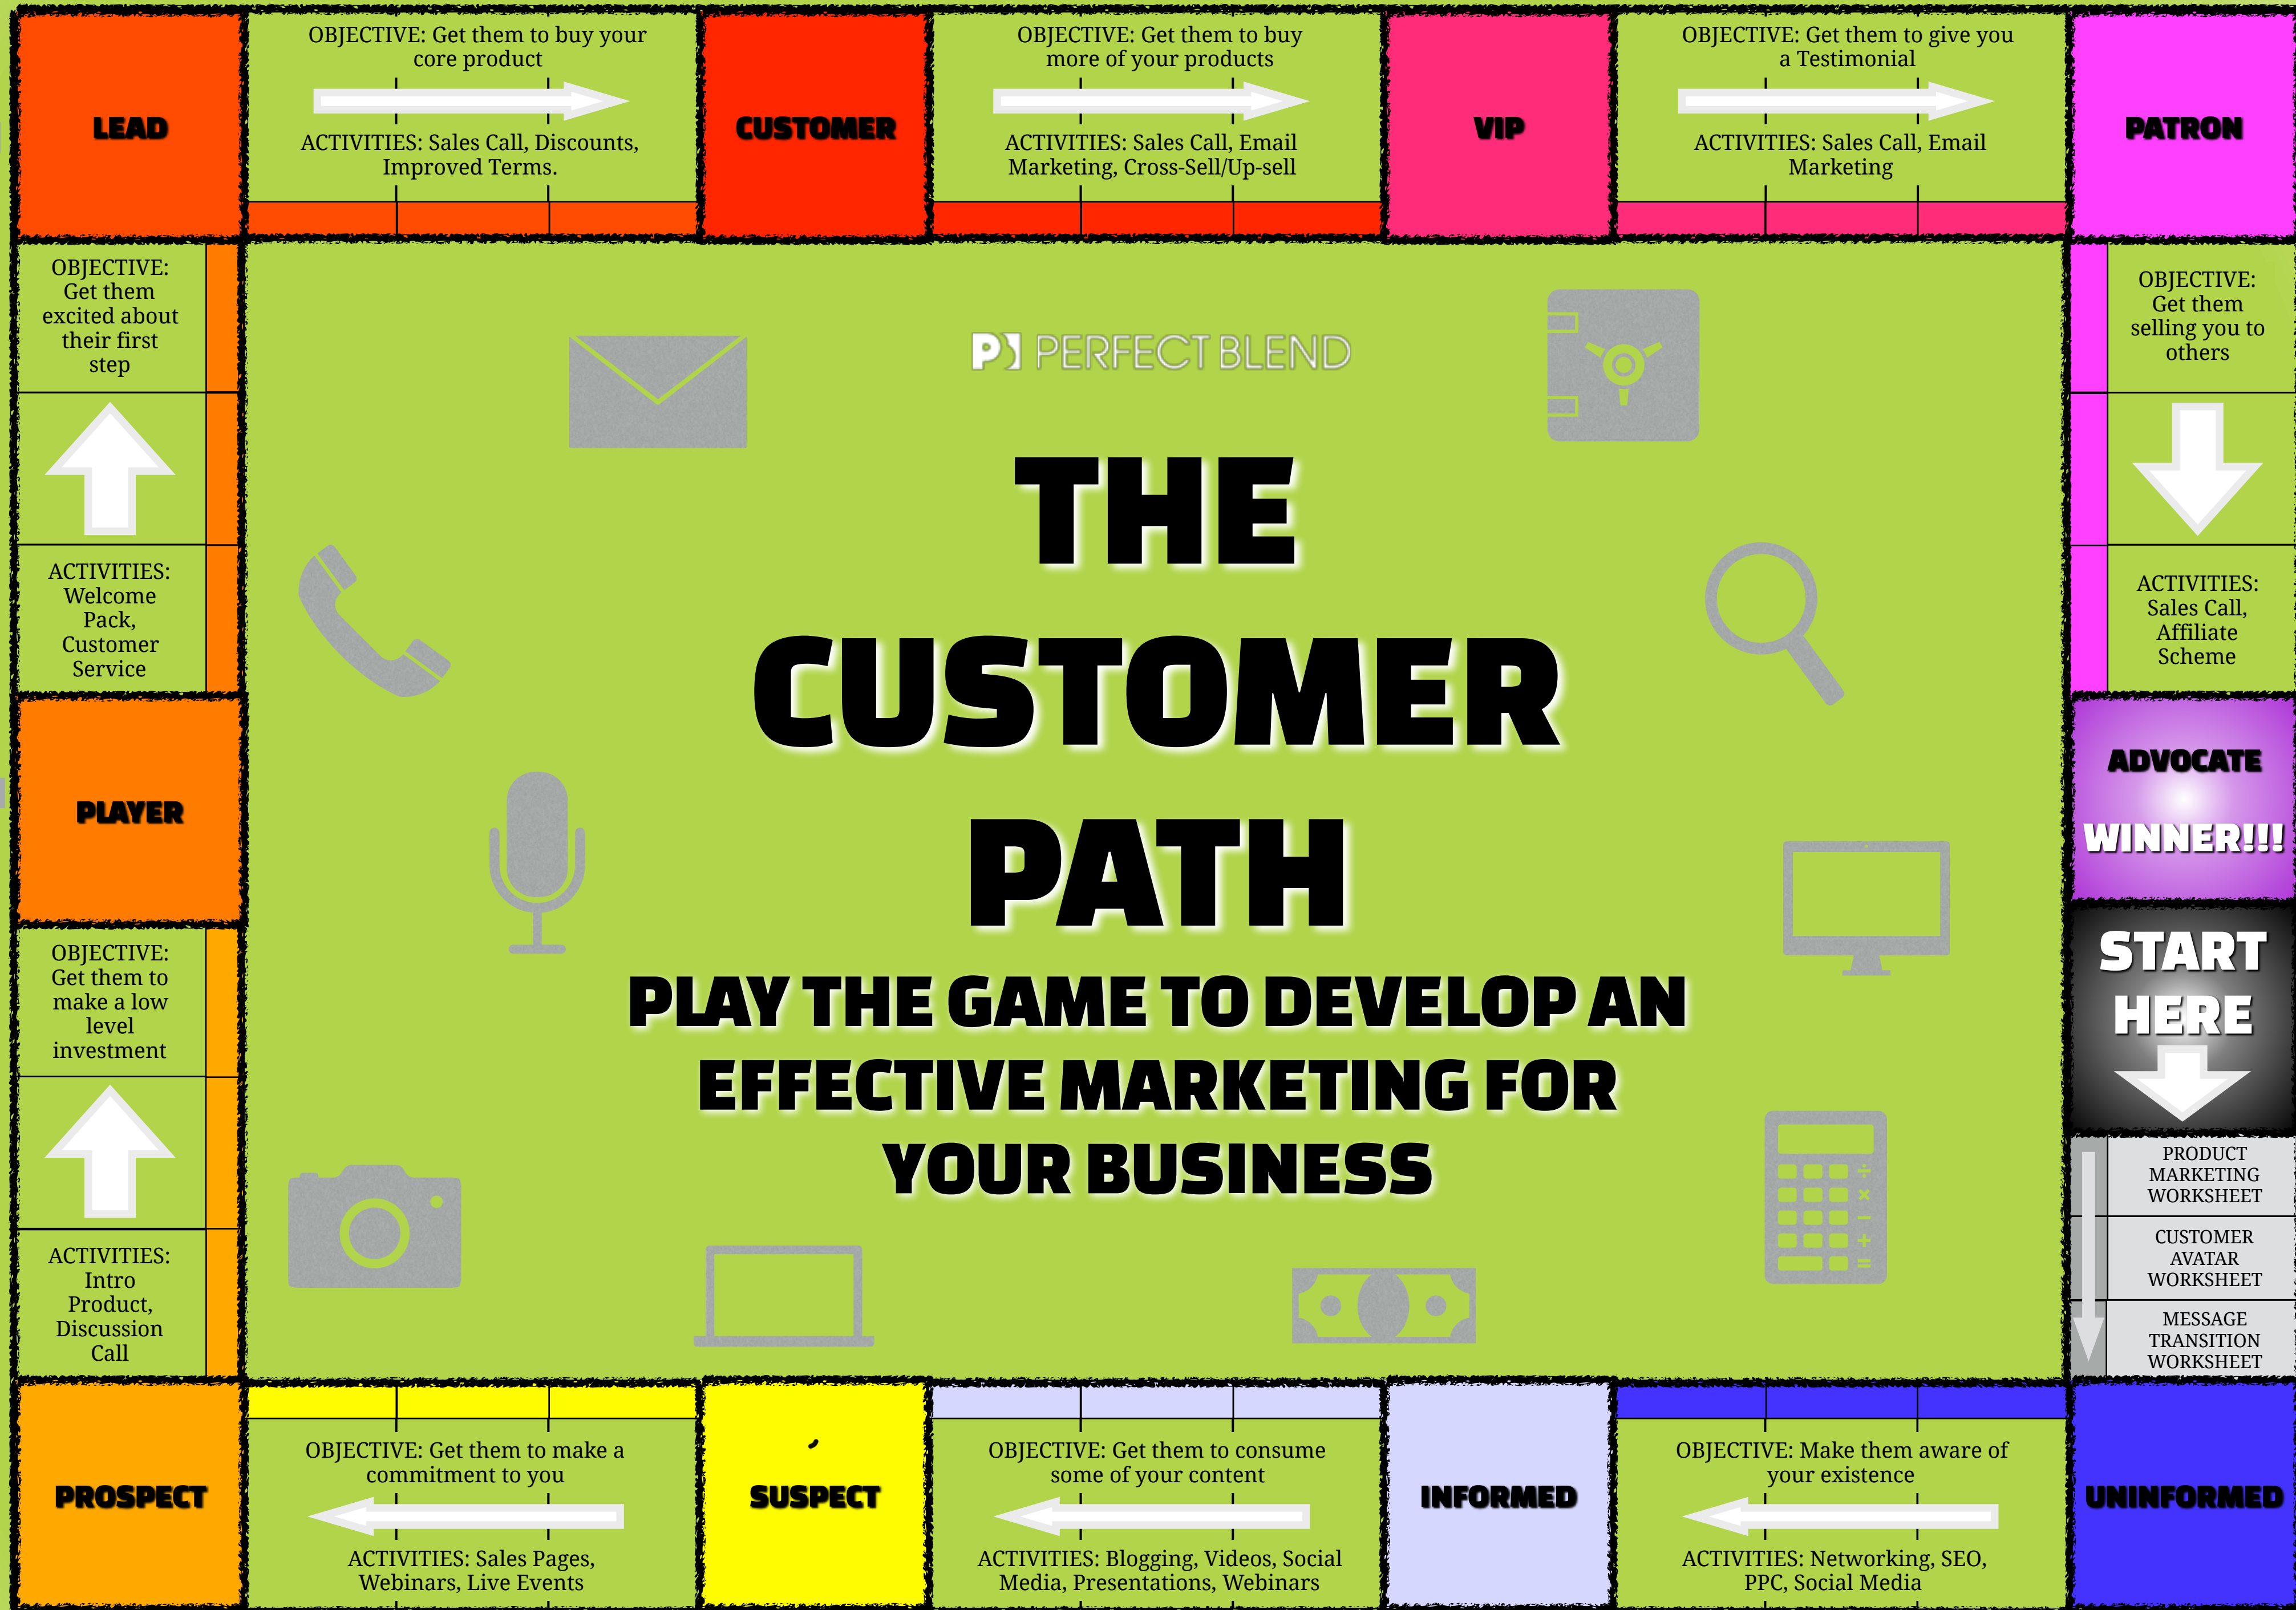 LEAD
OBJECTIVE: Get them to buy your
core product
ACTIVITIES: Sales Call, Discounts,
Improved Terms.
CUSTOMER
OBJECTIVE: Get them to buy
more of your products
ACTIVITIES: Sales Call, Email
Marketing, Cross-Sell/Up-sell
VIP
OBJECTIVE: Get them to give you
a Testimonial
ACTIVITIES: Sales Call, Email
Marketing
PATRON
OBJECTIVE:
Get them
excited about
their first
step
ACTIVITIES:
Welcome
Pack,
Customer
Service
PLAYER
OBJECTIVE:
Get them to
make a low
level
investment
ACTIVITIES:
Intro
Product,
Discussion
Call
PB PERFECT BLEND
THE
CUSTOMER
PATH
PLAY THE GAME TO DEVELOP AN
EFFECTIVE MARKETING FOR
YOUR BUSINESS
OBJECTIVE:
Get them
selling you to
others
ACTIVITIES:
Sales Call,
Affiliate
Scheme
ADVOCATE
WINNER!!!
START
HERE
PRODUCT
MARKETING
WORKSHEET
CUSTOMER
AVATAR
WORKSHEET
MESSAGE
TRANSITION
WORKSHEET
PROSPECT
OBJECTIVE: Get them to make a
commitment to you
ACTIVITIES: Sales Pages,
Webinars, Live Events
SUSPECT
OBJECTIVE: Get them to consume
some of your content
ACTIVITIES: Blogging, Videos, Social
Media, Presentations, Webinars
INFORMED
OBJECTIVE: Make them aware of
your existence
ACTIVITIES: Networking, SEO,
PPC, Social Media
UNINFORMED